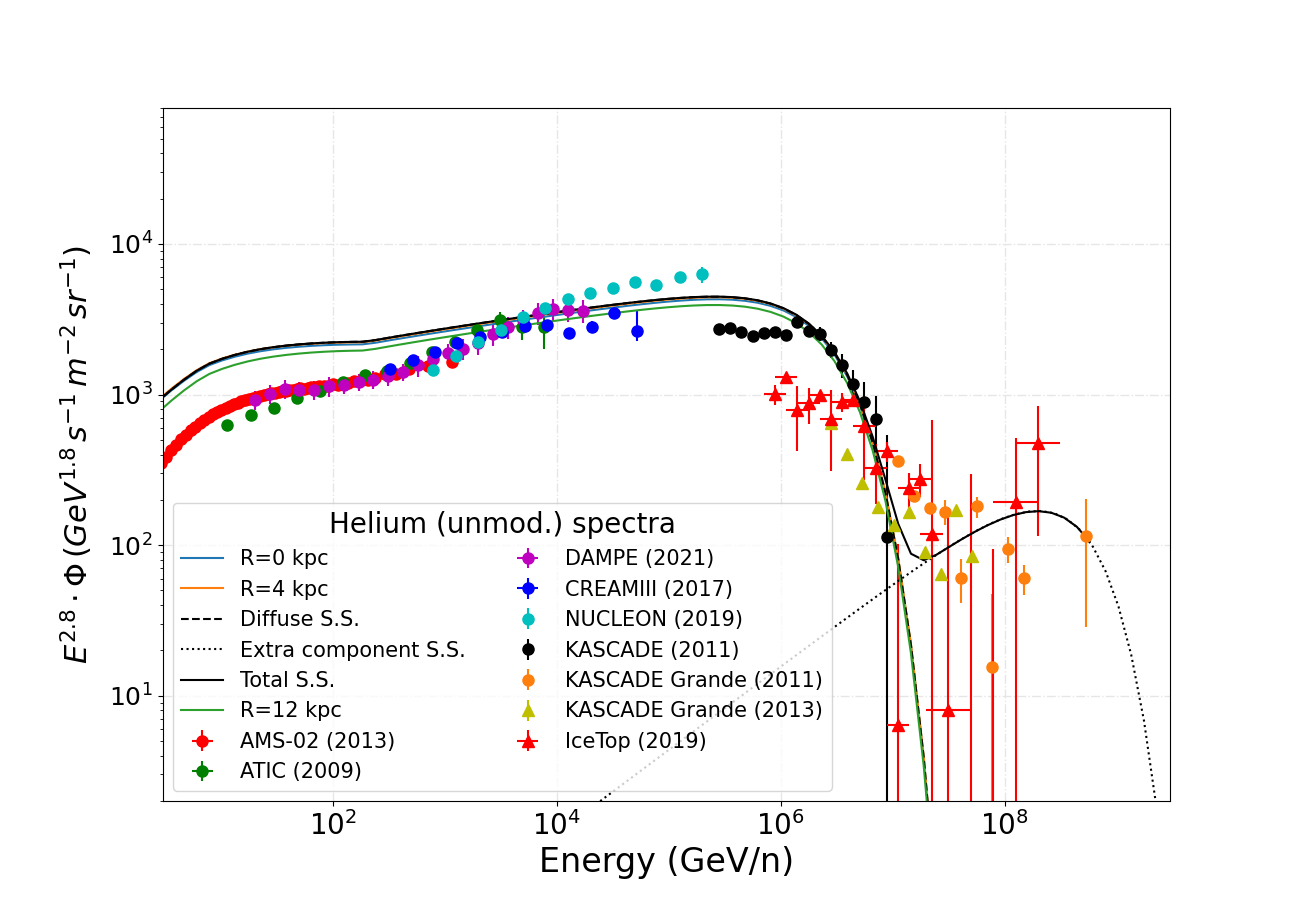 10^4
10^3
10^2
10^1
E^{2.8} · Φ (GeV^{1.8} s^{-1} m^{-2} sr^{-1})
Helium (unmod.) spectra
R=0 kpc
R=4 kpc
Diffuse S.S.
Extra component S.S.
Total S.S.
R=12 kpc
AMS-02 (2013)
ATIC (2009)
DAMPE (2021)
CREAMIII (2017)
NUCLEON (2019)
KASCADE (2011)
KASCADE Grande (2011)
KASCADE Grande (2013)
IceTop (2019)
10^2 10^4 10^6 10^8
Energy (GeV/n)